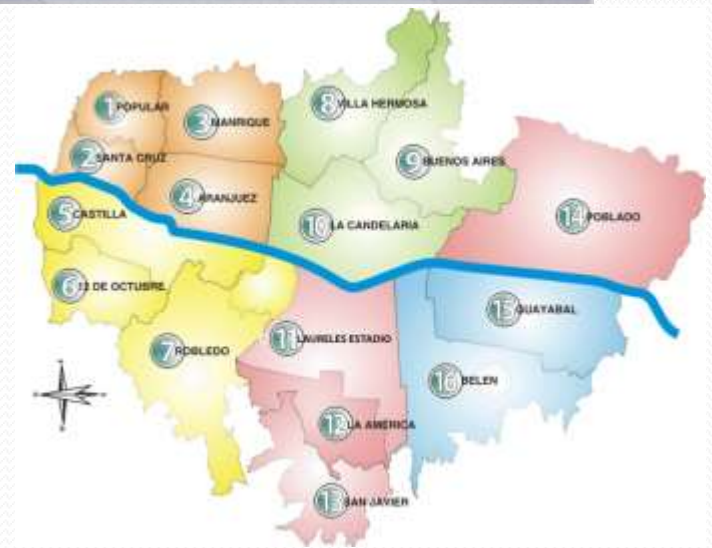 1 POPULAR
2 SANTA CRUZ
3 MANRIQUE
4 ARANJUEZ
5 CASTILLA
6 12 DE OCTUBRE
7 ROBLEDO
8 VILLA HERMOSA
9 BUENOS AIRES
10 LA CANDELARIA
11 LAURELES ESTADIO
12 LA AMERICA
13 SAN JAVIER
14 POBLADO
15 GUAYABAL
16 BELEN